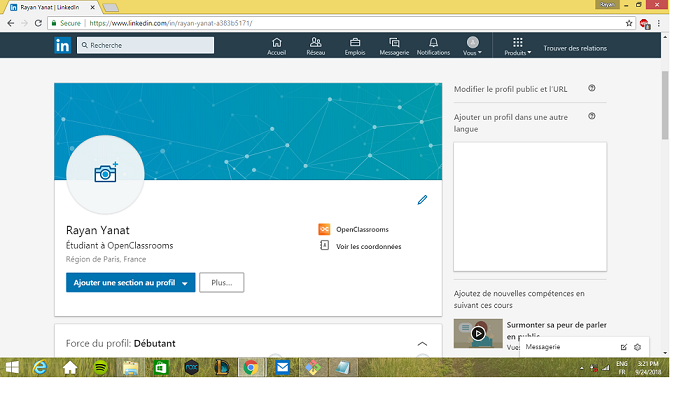 Rayan Yanat | LinkedIn
Rayan
Secure | https://www.linkedin.com/in/rayan-yanat-a383b5171/
in
Recherche
Accueil
Réseau
Emplois
Messagerie
Notifications
Vous
Produits
Trouver des relations
Modifier le profil public et l'URL
Ajouter un profil dans une autre
langue
Rayan Yanat
Étudiant à OpenClassrooms
Région de Paris, France
OpenClassrooms
Voir les coordonnées
Ajouter une section au profil
Plus...
Ajoutez de nouvelles compétences en
suivant ces cours
Surmonter sa peur de parler
en public
Messagerie
Force du profil: Débutant
ENG
FR
3:21 PM
9/24/2018